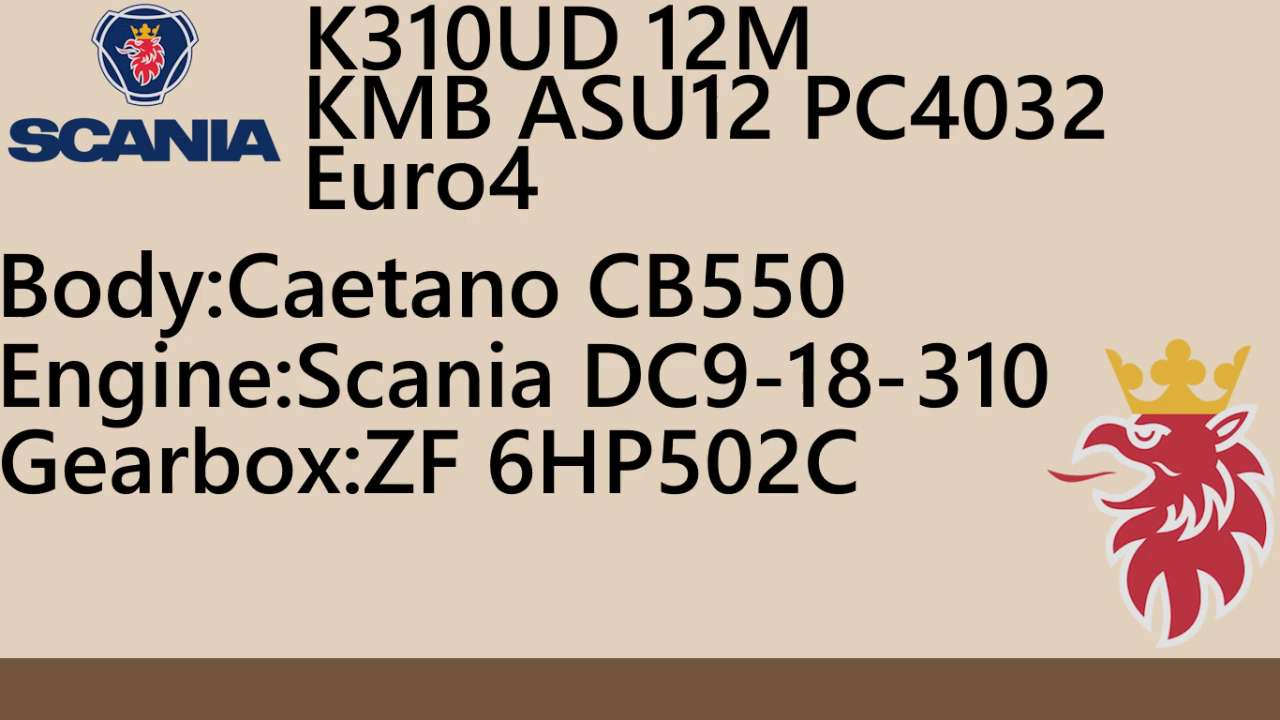 SCANIA
K310UD 12M
KMB ASU12 PC4032
Euro4
Body:Caetano CB550
Engine:Scania DC9-18-310
Gearbox:ZF 6HP502C